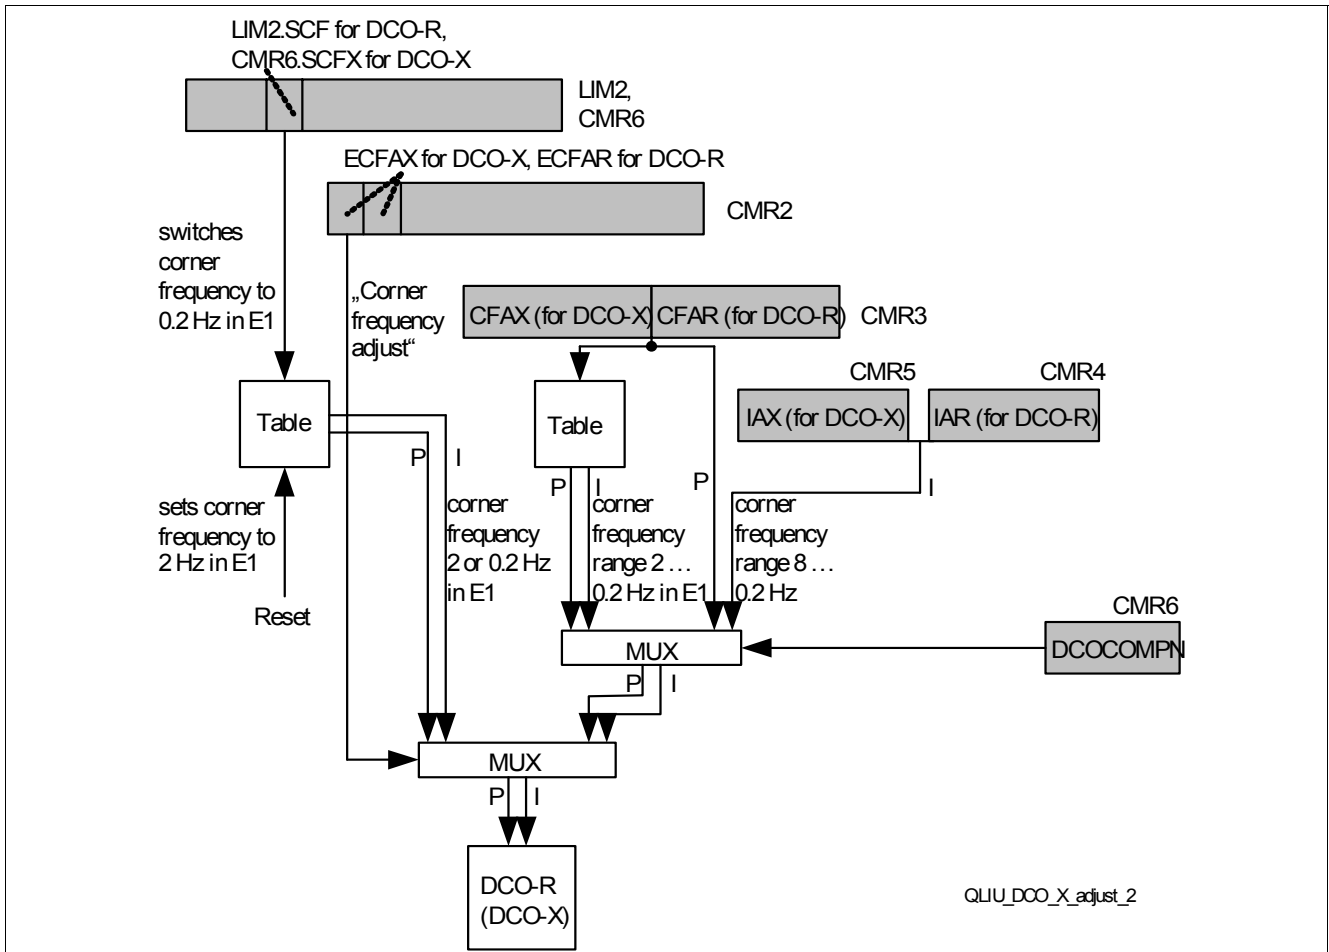 LIM2.SCF for DCO-R,
CMR6.SCFX for DCO-X
LIM2,
CMR6
ECFAX for DCO-X, ECFAR for DCO-R
CMR2
switches
corner
frequency to
0.2 Hz in E1
„Corner
frequency
adjust“
CFAX (for DCO-X)
CFAR (for DCO-R)
CMR3
CMR5
CMR4
IAX (for DCO-X)
IAR (for DCO-R)
Table
Table
P
I
P
I
P
I
sets corner
frequency to
2 Hz in E1
Reset
corner
frequency
2 or 0.2 Hz
in E1
corner
frequency
range 2 …
0.2 Hz in E1
corner
frequency
range 8 …
0.2 Hz
CMR6
DCOCOMPN
MUX
P
I
MUX
P
I
DCO-R
(DCO-X)
QLIU_DCO_X_adjust_2